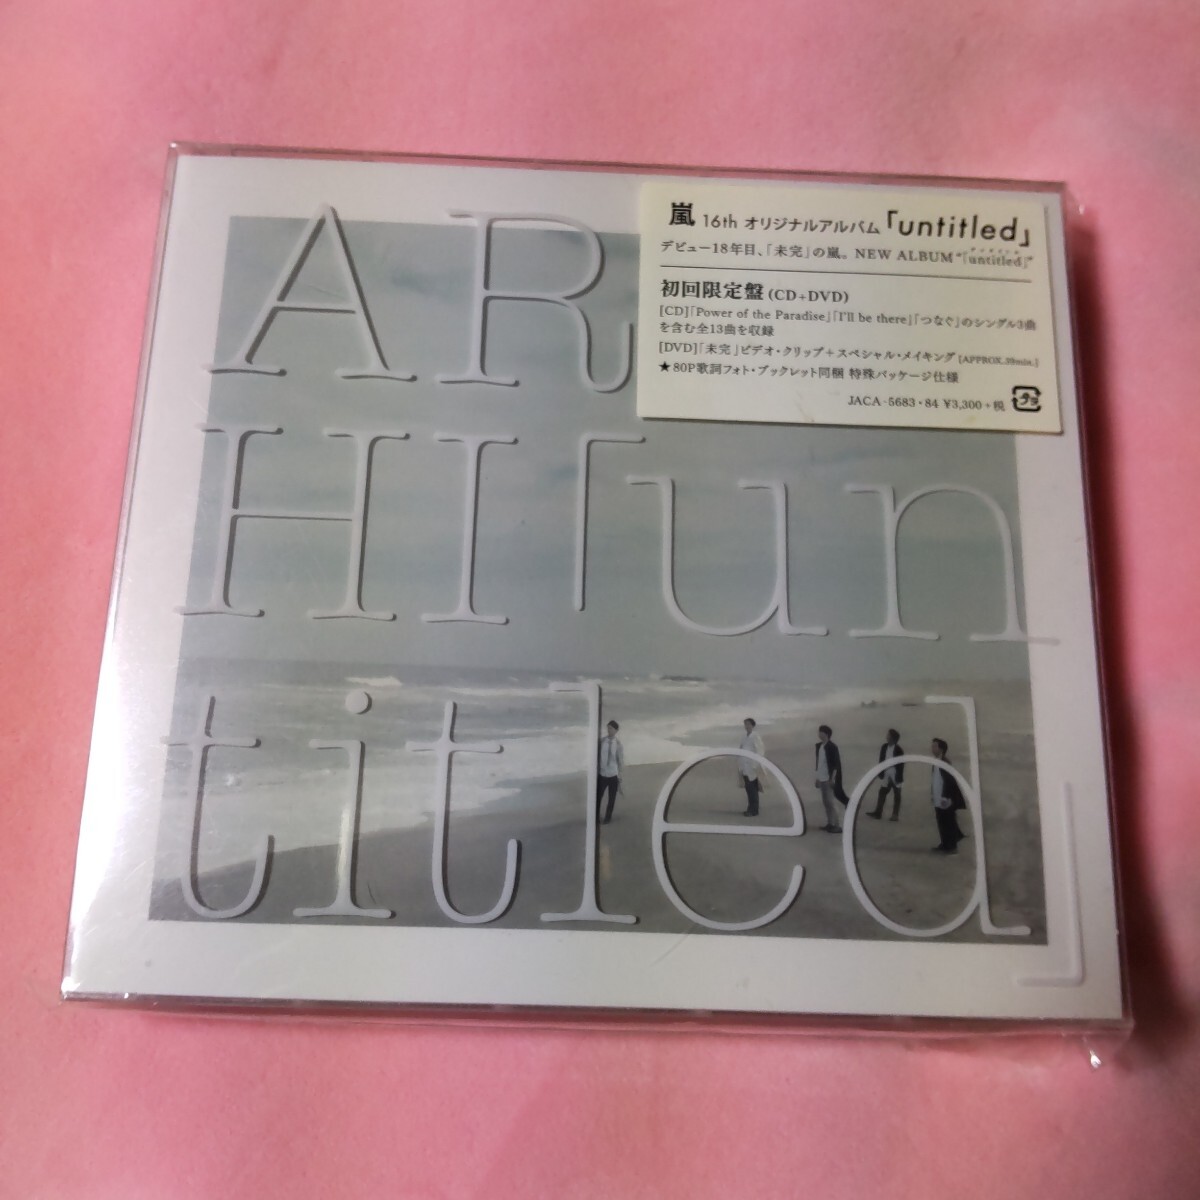 AR
HI「un
titled」
嵐 16th オリジナルアルバム「untitled」
デビュー18年目、「未完」の嵐。 NEW ALBUM “「untitled」”
初回限定盤(CD+DVD)
[CD]「Power of the Paradise」「I'll be there」「つなぐ」のシングル3曲
を含む全13曲を収録
[DVD]「未完」ビデオ・クリップ+スペシャル・メイキング [APPROX.39min.]
★80P歌詞フォト・ブックレット同梱 特殊パッケージ仕様
JACA-5683・84 ¥3,300+税